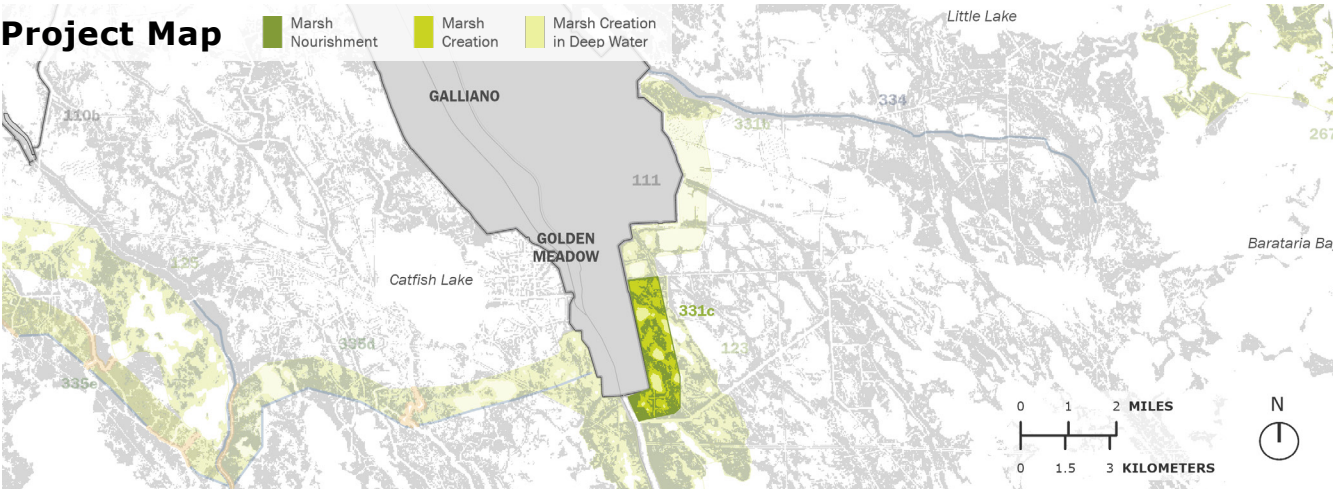 Project Map
Marsh
Nourishment
Marsh
Creation
Marsh Creation
in Deep Water
Little Lake
GALLIANO
334
110b
331b
267
111
GOLDEN
MEADOW
Barataria Ba
Catfish Lake
331c
335d
123
335e
0 1 2 MILES
0 1.5 3 KILOMETERS
N